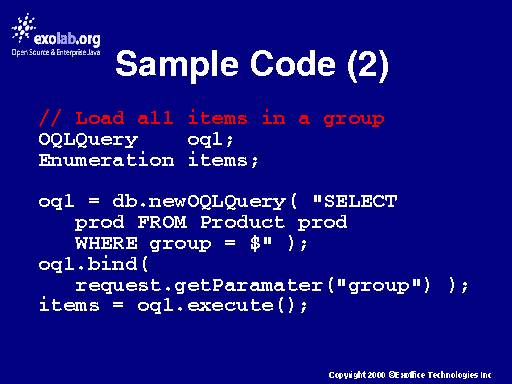 exolab.org
Open Source & Enterprise Java
Sample Code (2)
// Load all items in a group
OQLQuery oql;
Enumeration items;
oql = db.newOQLQuery( "SELECT
prod FROM Product prod
WHERE group = $" );
oql.bind(
request.getParamater("group") );
items = oql.execute();
Copyright 2000 ©Exoffice Technologies Inc